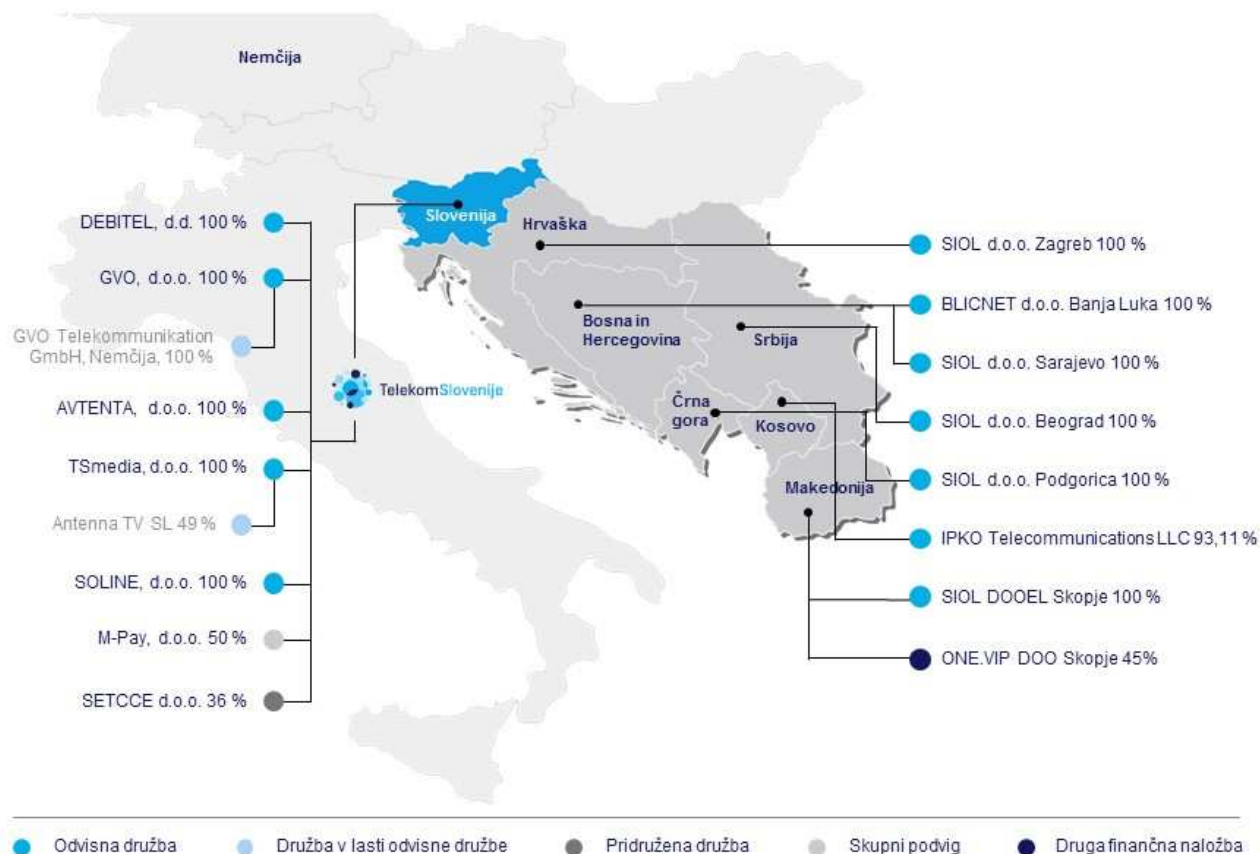 Nemčija
Slovenija
Hrvaška
Bosna in
Hercegovina
Srbija
Črna
gora
Kosovo
Makedonija
DEBITEL, d.d. 100 %
GVO, d.o.o. 100 %
GVO Telekommunikation
GmbH, Nemčija, 100 %
AVTENTA, d.o.o. 100 %
TSmedia, d.o.o. 100 %
Antenna TV SL 49 %
SOLINE, d.o.o. 100 %
M-Pay, d.o.o. 50 %
SETCCE d.o.o. 36 %
TelekomSlovenije
SIOL d.o.o. Zagreb 100 %
BLICNET d.o.o. Banja Luka 100 %
SIOL d.o.o. Sarajevo 100 %
SIOL d.o.o. Beograd 100 %
SIOL d.o.o. Podgorica 100 %
IPKO Telecommunications LLC 93,11 %
SIOL DOOEL Skopje 100 %
ONE.VIP DOO Skopje 45%
Odvisna družba
Družba v lasti odvisne družbe
Pridružena družba
Skupni podvig
Druga finančna naložba